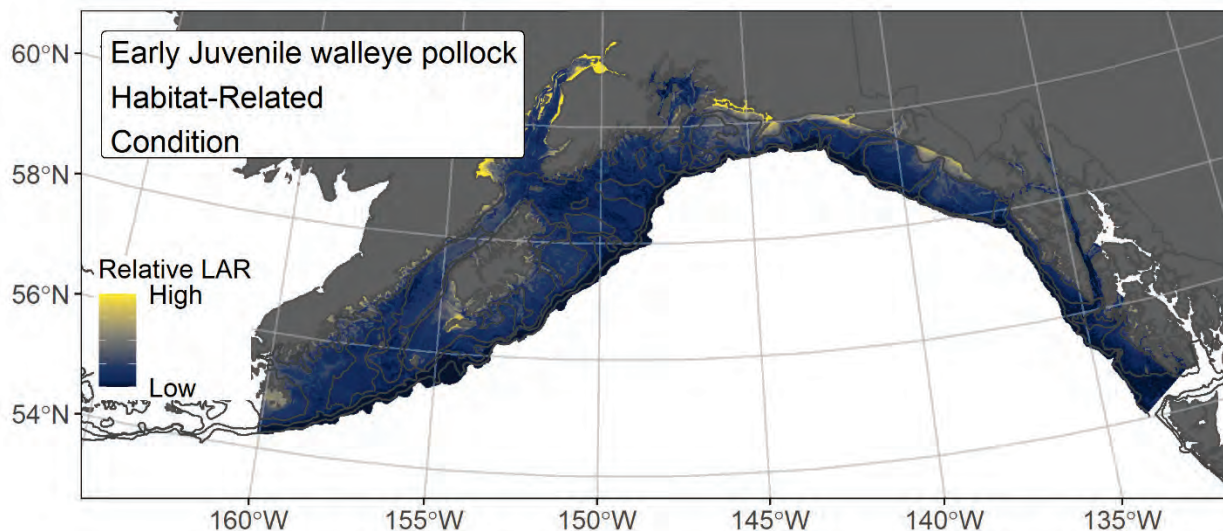 60°N
58°N
56°N
54°N
Early Juvenile walleye pollock
Habitat-Related
Condition
Relative LAR
High
Low
160°W
155°W
150°W
145°W
140°W
135°W